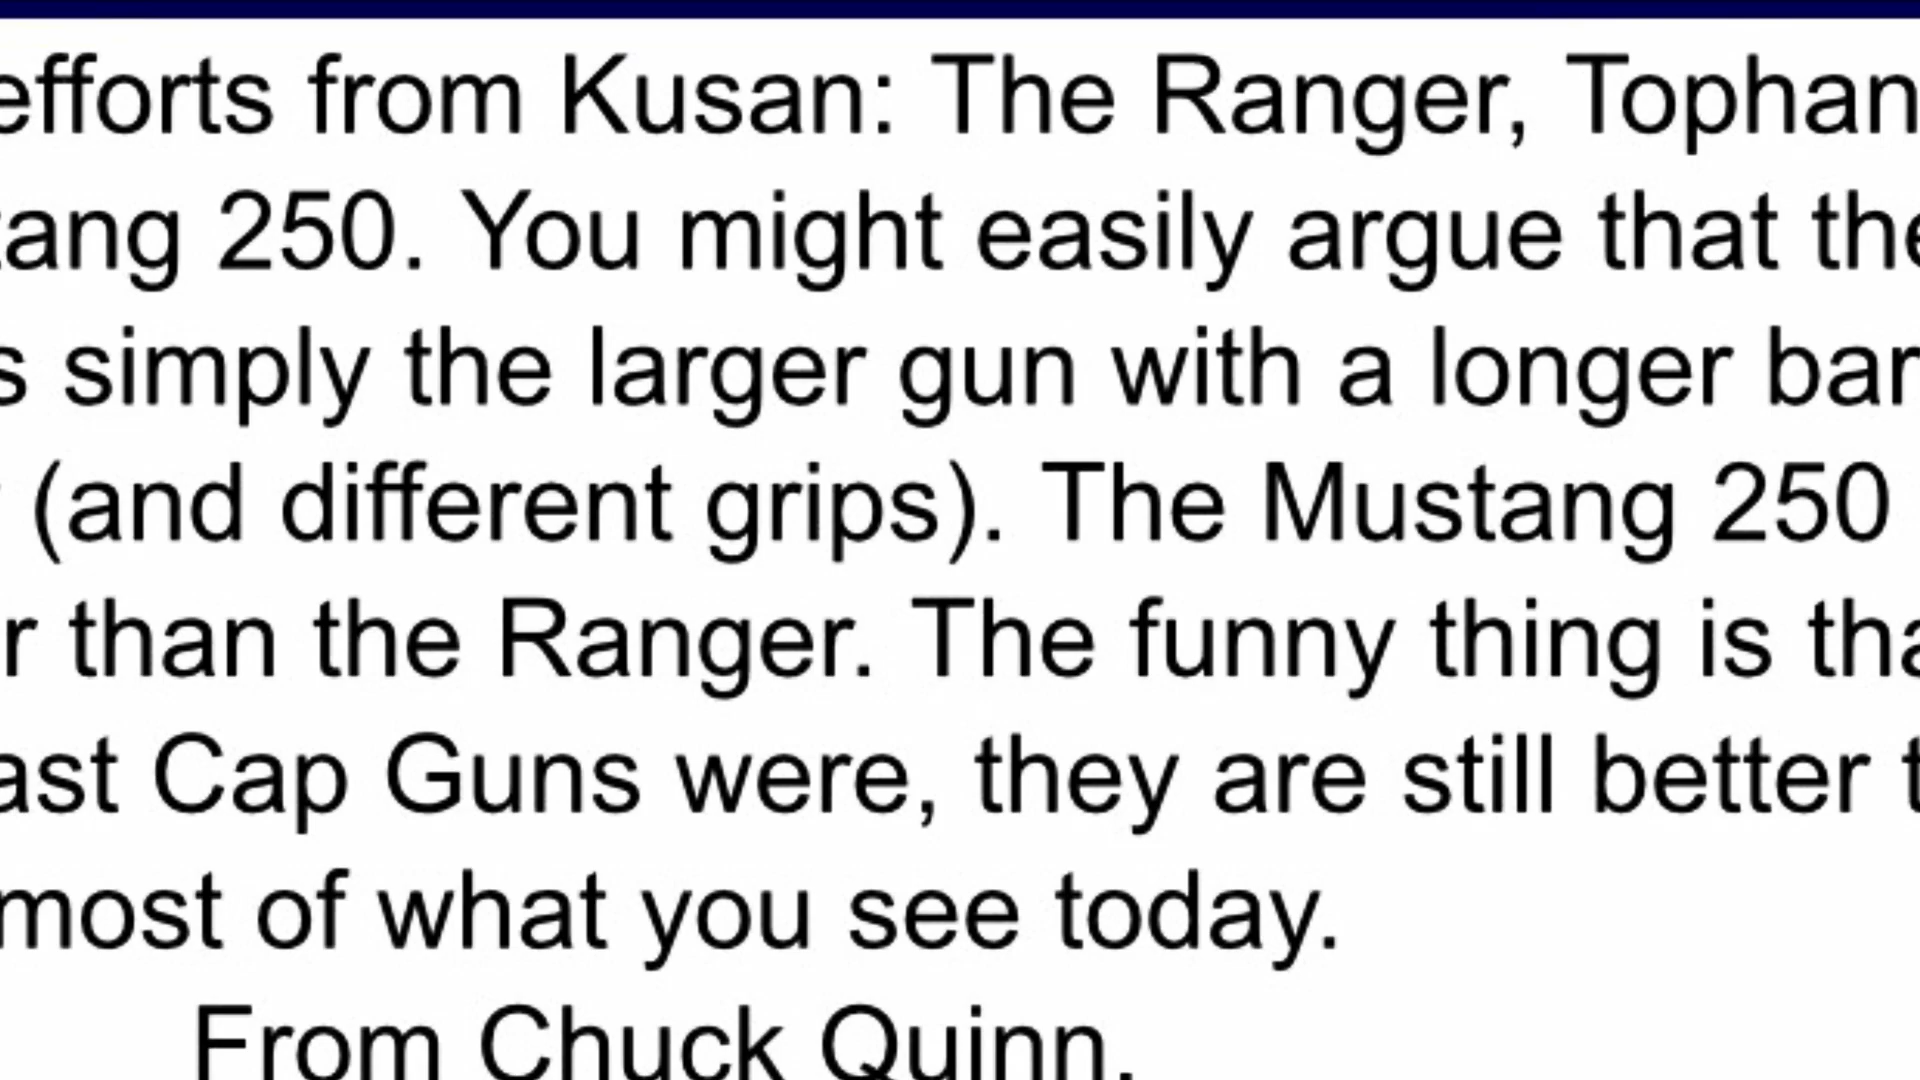 efforts from Kusan: The Ranger, Tophan
tang 250. You might easily argue that the
s simply the larger gun with a longer bar
(and different grips). The Mustang 250
r than the Ranger. The funny thing is tha
ast Cap Guns were, they are still better t
most of what you see today.
From Chuck Quinn.